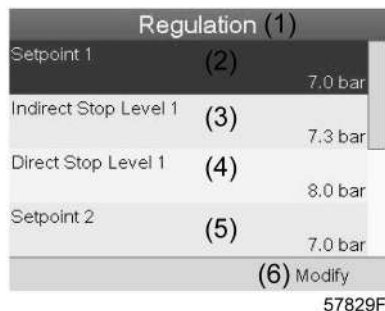 Regulation (1)
Setpoint 1
(2)
7.0 bar
Indirect Stop Level 1
(3)
7.3 bar
Direct Stop Level 1
(4)
8.0 bar
Setpoint 2
(5)
7.0 bar
(6) Modify
57829F